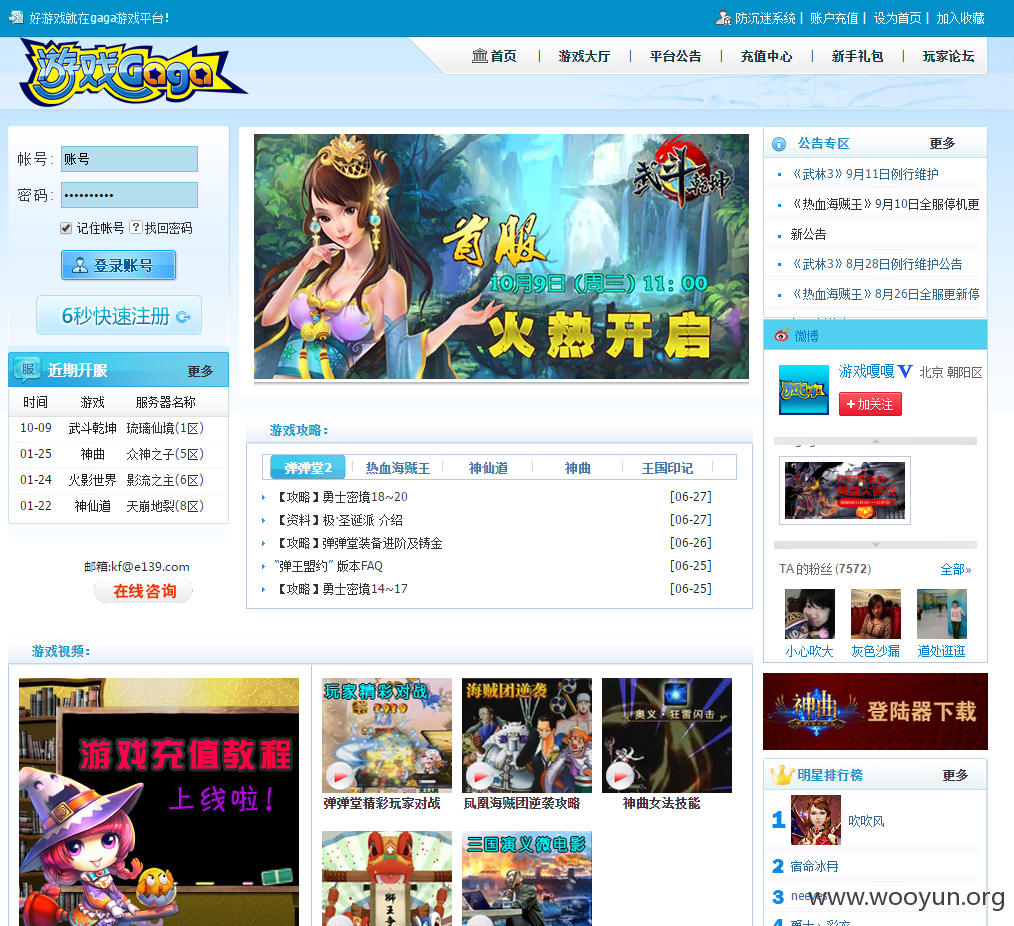 好游戏就在gaga游戏平台!
防沉迷系统 | 账户充值 | 设为首页 | 加入收藏
游戏Gaga
首页 | 游戏大厅 | 平台公告 | 充值中心 | 新手礼包 | 玩家论坛
帐号: 账号
密码: ••••••••••
记住帐号 ? 找回密码
登录账号
6秒快速注册
服 近期开服 更多
时间 游戏 服务器名称
10-09 武斗乾坤 琉璃仙境(1区)
01-25 神曲 众神之子(5区)
01-24 火影世界 影流之主(6区)
01-22 神仙道 天崩地裂(8区)
邮箱:kf@e139.com
在线咨询
武斗乾坤
首服
10月9日(周三)11:00
火热开启
游戏攻略:
弹弹堂2 热血海贼王 神仙道 神曲 王国印记
【攻略】勇士密境18~20 [06-27]
【资料】极·圣诞派 介绍 [06-27]
【攻略】弹弹堂装备进阶及铸金 [06-26]
“弹王盟约” 版本FAQ [06-25]
【攻略】勇士密境14~17 [06-25]
公告专区 更多
《武林3》9月11日例行维护
《热血海贼王》9月10日全服停机更
新公告
《武林3》8月28日例行维护公告
《热血海贼王》8月26日全服更新停
微博
游戏嘎嘎 V 北京 朝阳区
+加关注
TA的粉丝(7572) 全部»
小心吹大 灰色沙漏 道处逛逛
神曲 登陆器下载
明星排行榜 更多
1 吹吹风
2 宿命冰冄
3
4 爵士·彩夜
游戏视频:
游戏充值教程
上线啦!
玩家精彩对战
弹弹堂精彩玩家对战
海贼团逆袭
凤凰海贼团逆袭攻略
奥义·狂雷闪击
神曲女法技能
狮王争
三国演义微电影
www.wooyun.org